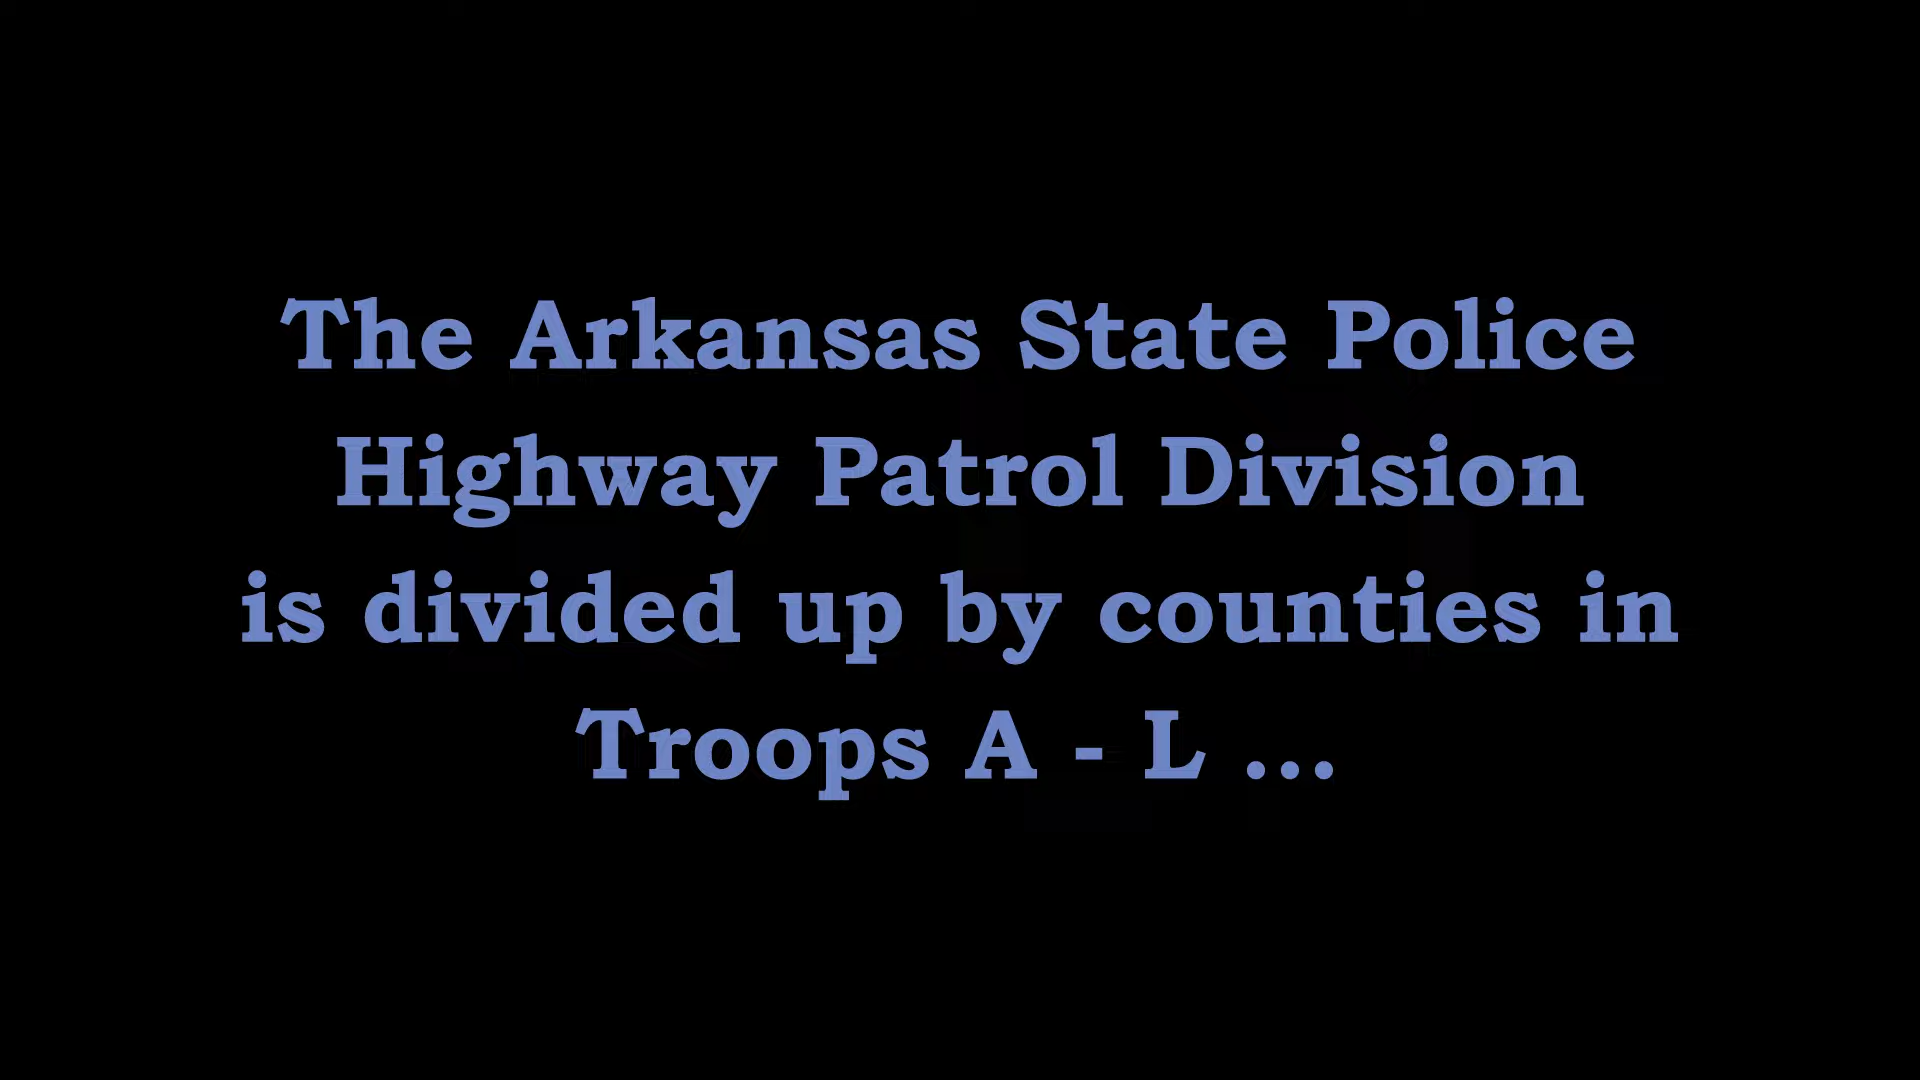 The Arkansas State Police
Highway Patrol Division
is divided up by counties in
Troops A - L ...